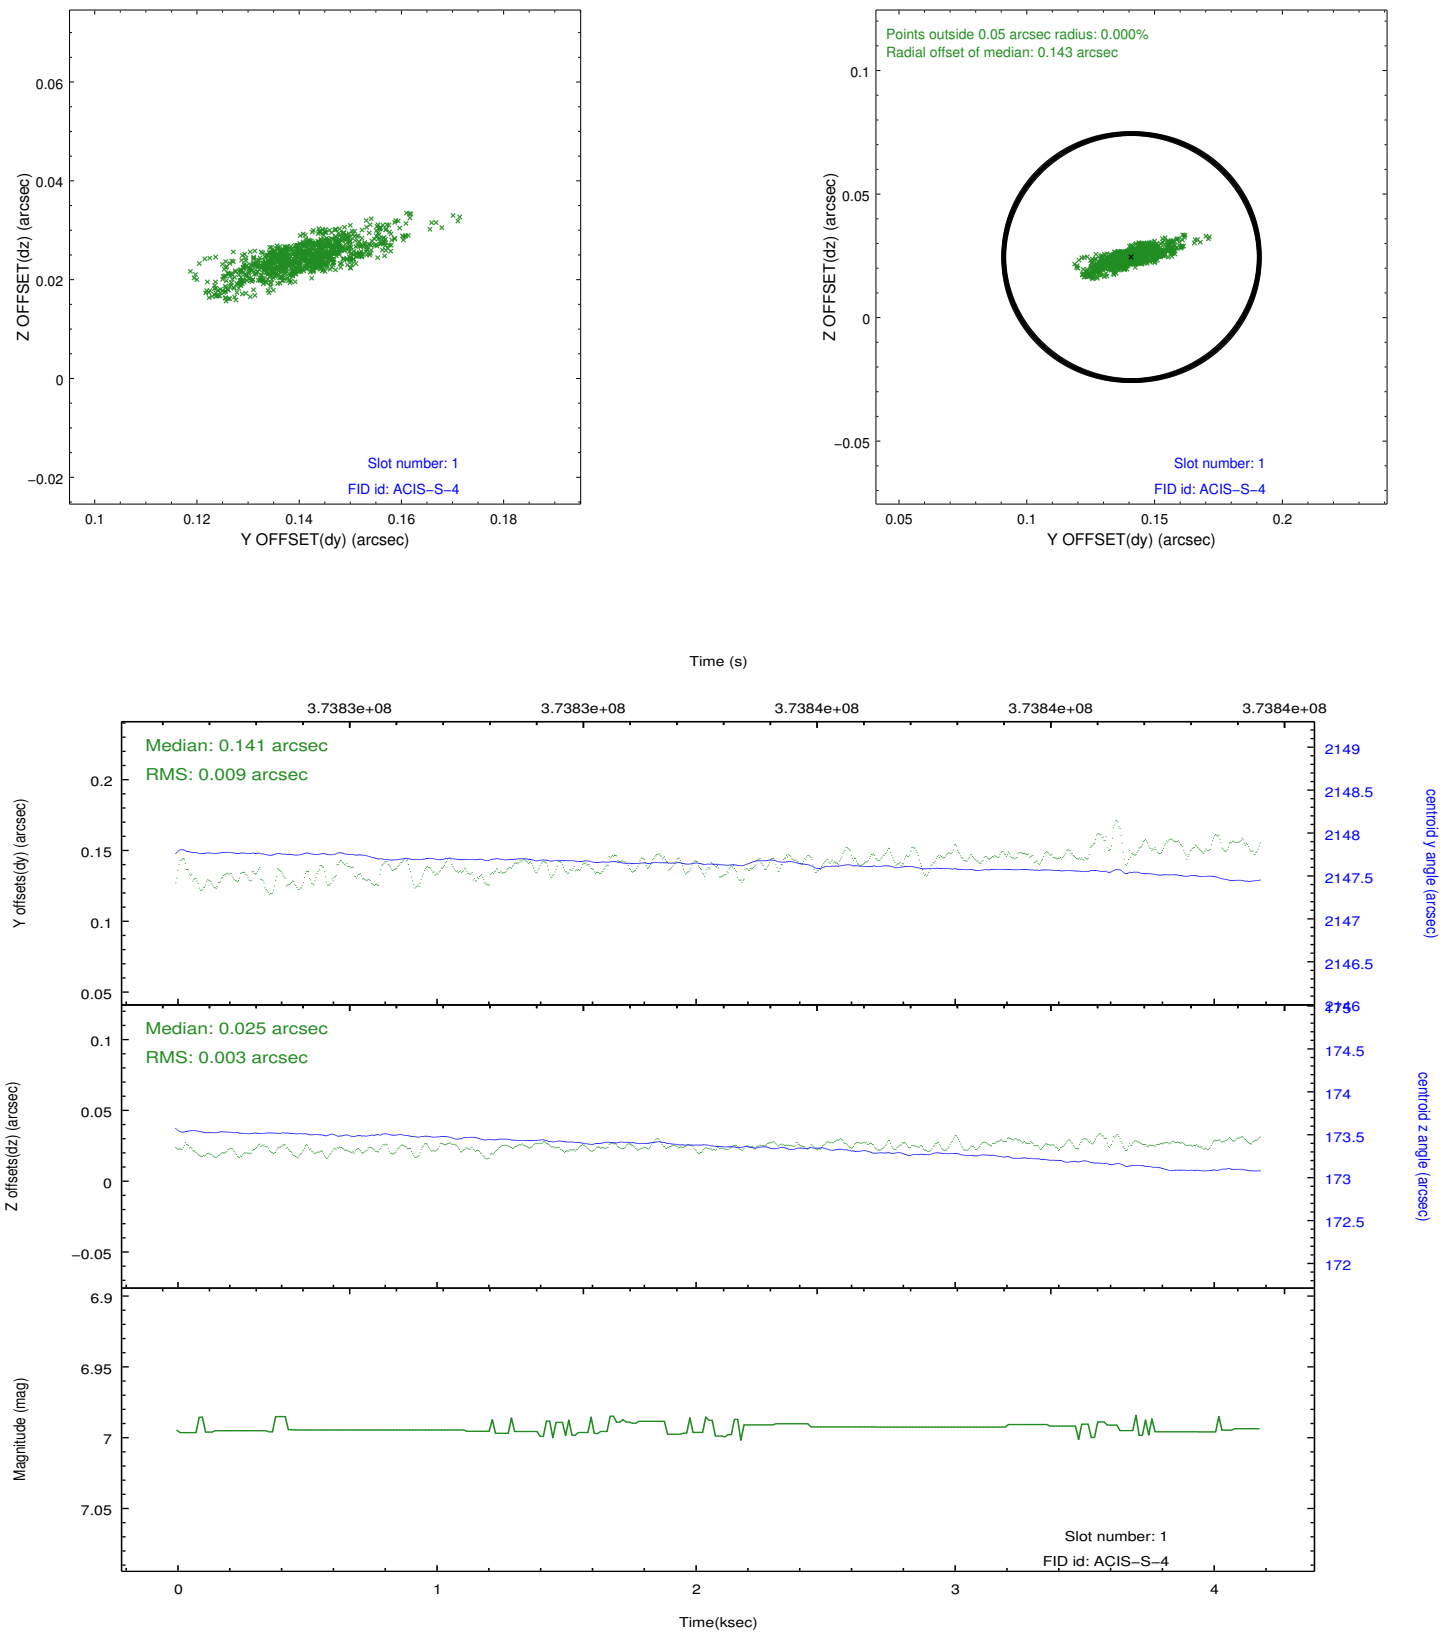 0.06
0.04
0.02
0
−0.02
Z OFFSET(dz) (arcsec)
0.1 0.12 0.14 0.16 0.18
Y OFFSET(dy) (arcsec)
Slot number: 1
FID id: ACIS−S−4
Points outside 0.05 arcsec radius: 0.000%
Radial offset of median: 0.143 arcsec
0.1
0.05
0
−0.05
Z OFFSET(dz) (arcsec)
0.05 0.1 0.15 0.2
Y OFFSET(dy) (arcsec)
Slot number: 1
FID id: ACIS−S−4
Time (s)
3.7383e+08 3.7383e+08 3.7384e+08 3.7384e+08 3.7384e+08
Median: 0.141 arcsec
RMS: 0.009 arcsec
0.2
0.15
0.1
0.05
Y offsets(dy) (arcsec)
2149
2148.5
2148
2147.5
2147
2146.5
2146
centroid y angle (arcsec)
Median: 0.025 arcsec
RMS: 0.003 arcsec
0.1
0.05
0
−0.05
Z offsets(dz) (arcsec)
175
174.5
174
173.5
173
172.5
172
centroid z angle (arcsec)
6.9
6.95
7
7.05
Magnitude (mag)
Slot number: 1
FID id: ACIS−S−4
0 1 2 3 4
Time(ksec)